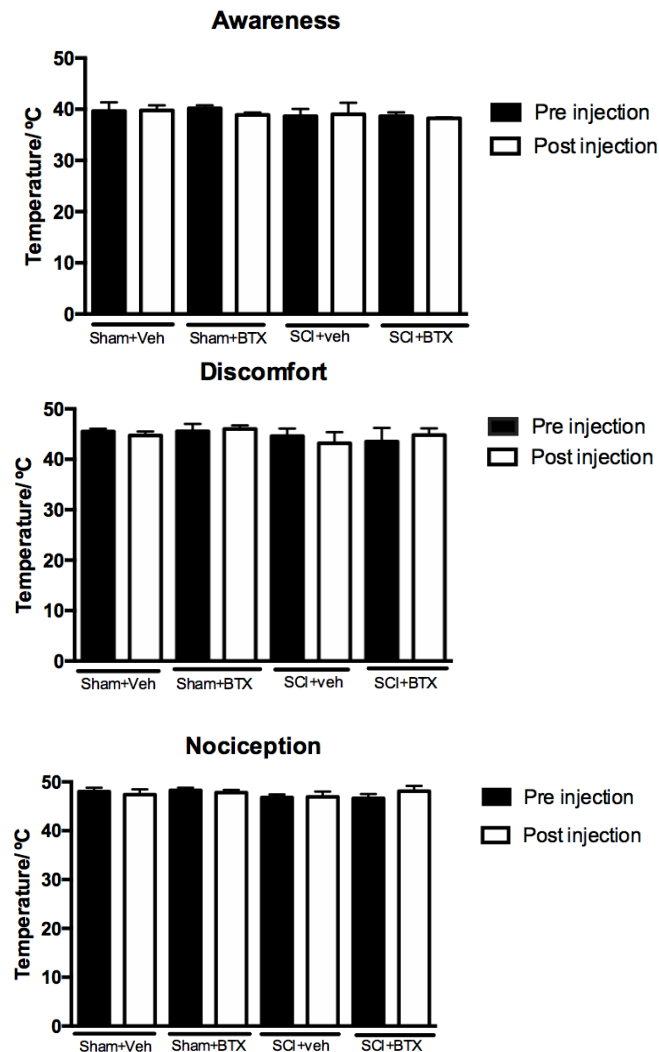 Awareness
Temperature/ ºC
50
40
30
20
10
0
Pre injection
Post injection
Sham+Veh Sham+BTX SCI+veh SCI+BTX
Discomfort
Temperature/ ºC
50
40
30
20
10
0
Pre injection
Post injection
Sham+Veh Sham+BTX SCI+veh SCI+BTX
Nociception
Temperature/ ºC
50
40
30
20
10
0
Pre injection
Post injection
Sham+Veh Sham+BTX SCI+veh SCI+BTX